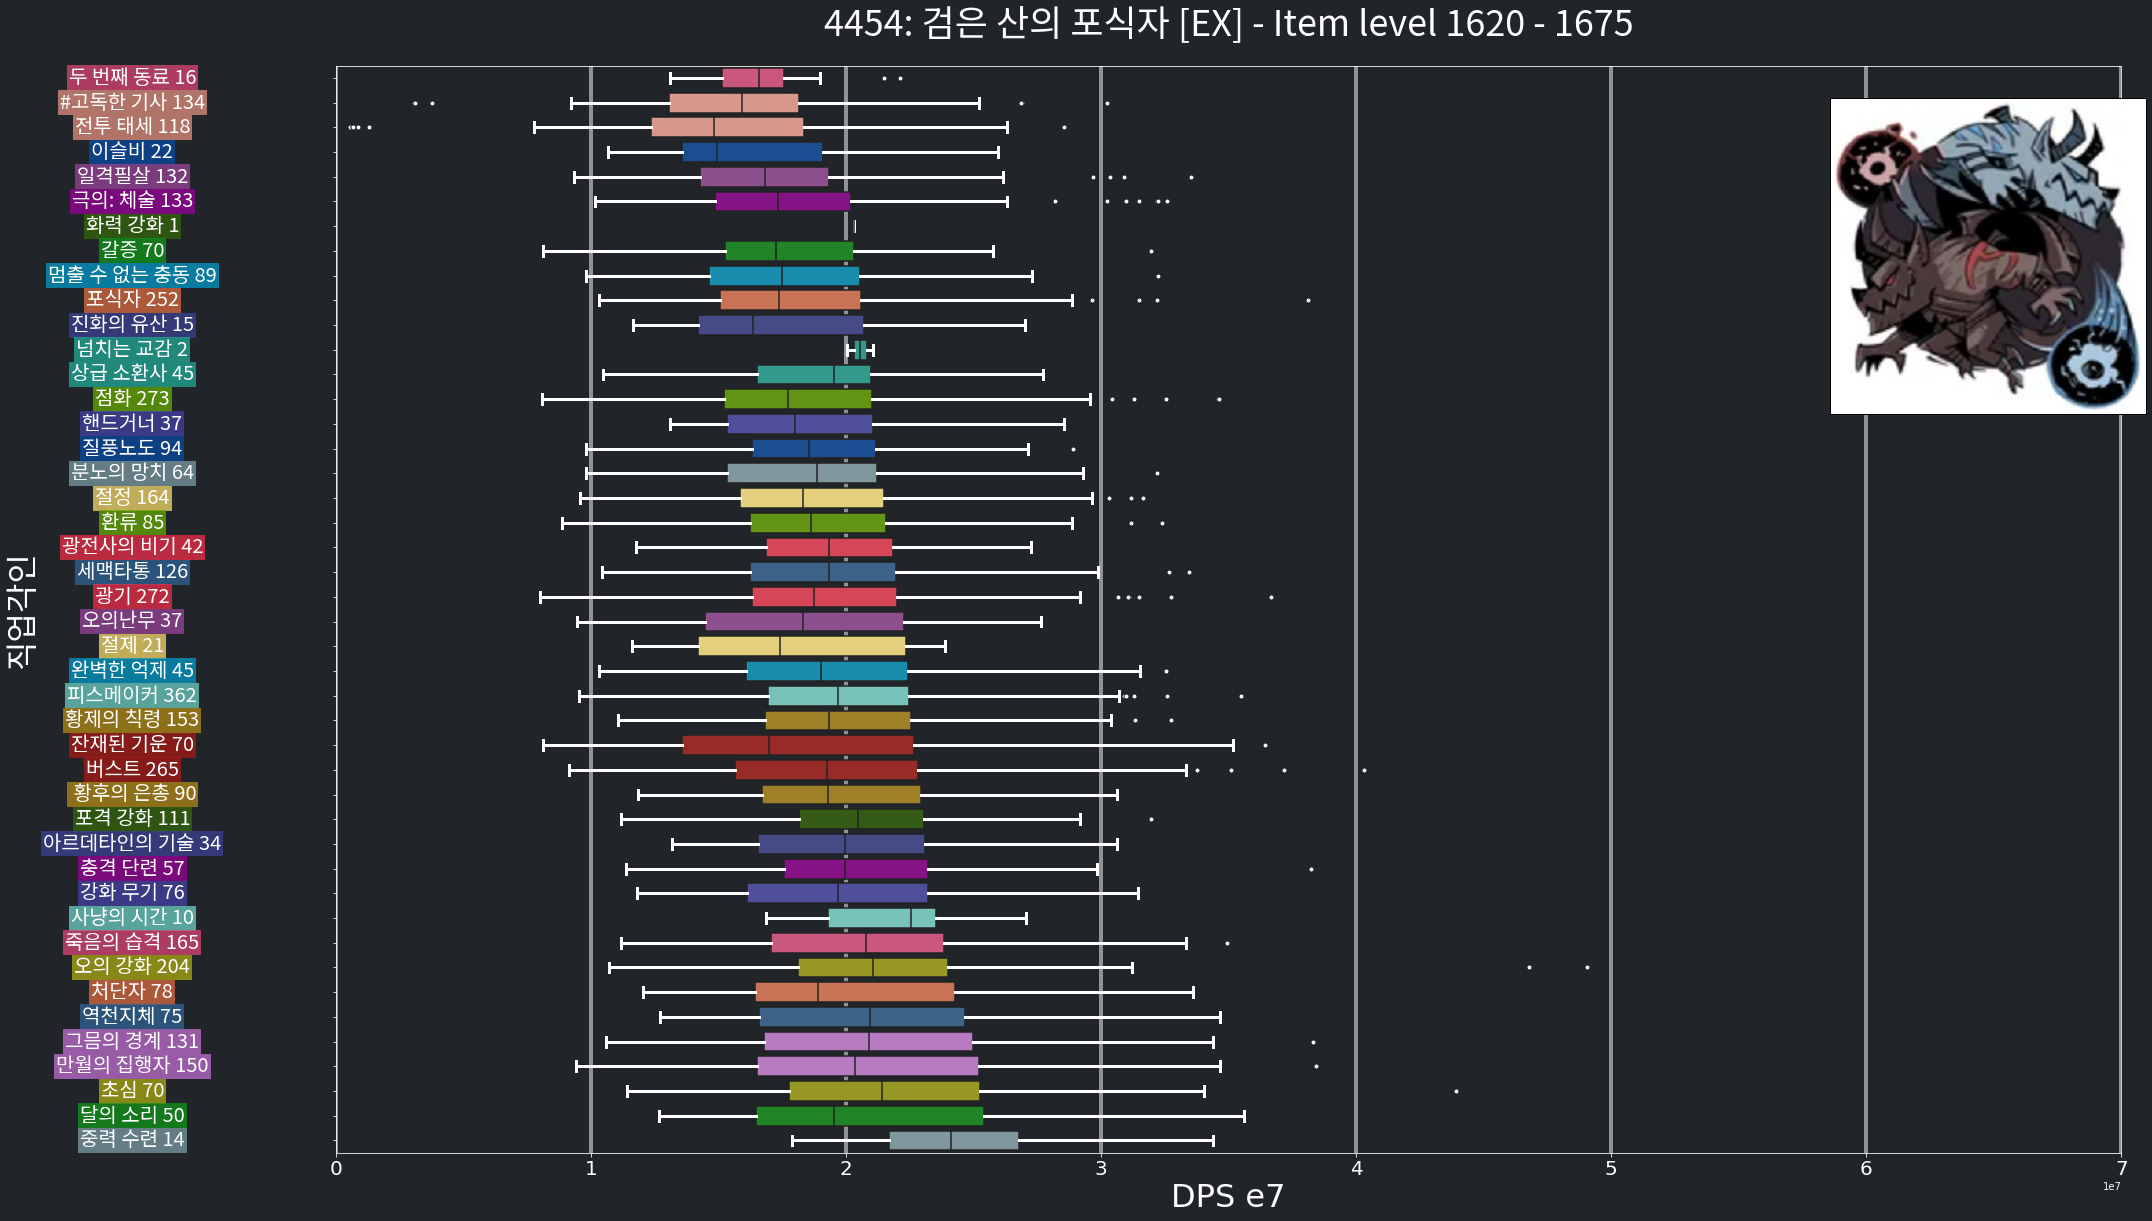 4454: 검은 산의 포식자 [EX] - Item level 1620 - 1675
직업각인
두 번째 동료 16
#고독한 기사 134
전투 태세 118
이슬비 22
일격필살 132
극의: 체술 133
화력 강화 1
갈증 70
멈출 수 없는 충동 89
포식자 252
진화의 유산 15
넘치는 교감 2
상급 소환사 45
점화 273
핸드거너 37
질풍노도 94
분노의 망치 64
절정 164
환류 85
광전사의 비기 42
세맥타통 126
광기 272
오의난무 37
절제 21
완벽한 억제 45
피스메이커 362
황제의 칙령 153
잔재된 기운 70
버스트 265
황후의 은총 90
포격 강화 111
아르데타인의 기술 34
충격 단련 57
강화 무기 76
사냥의 시간 10
죽음의 습격 165
오의 강화 204
처단자 78
역천지체 75
그믐의 경계 131
만월의 집행자 150
초심 70
달의 소리 50
중력 수련 14
0 1 2 3 4 5 6 7
1e7
DPS e7